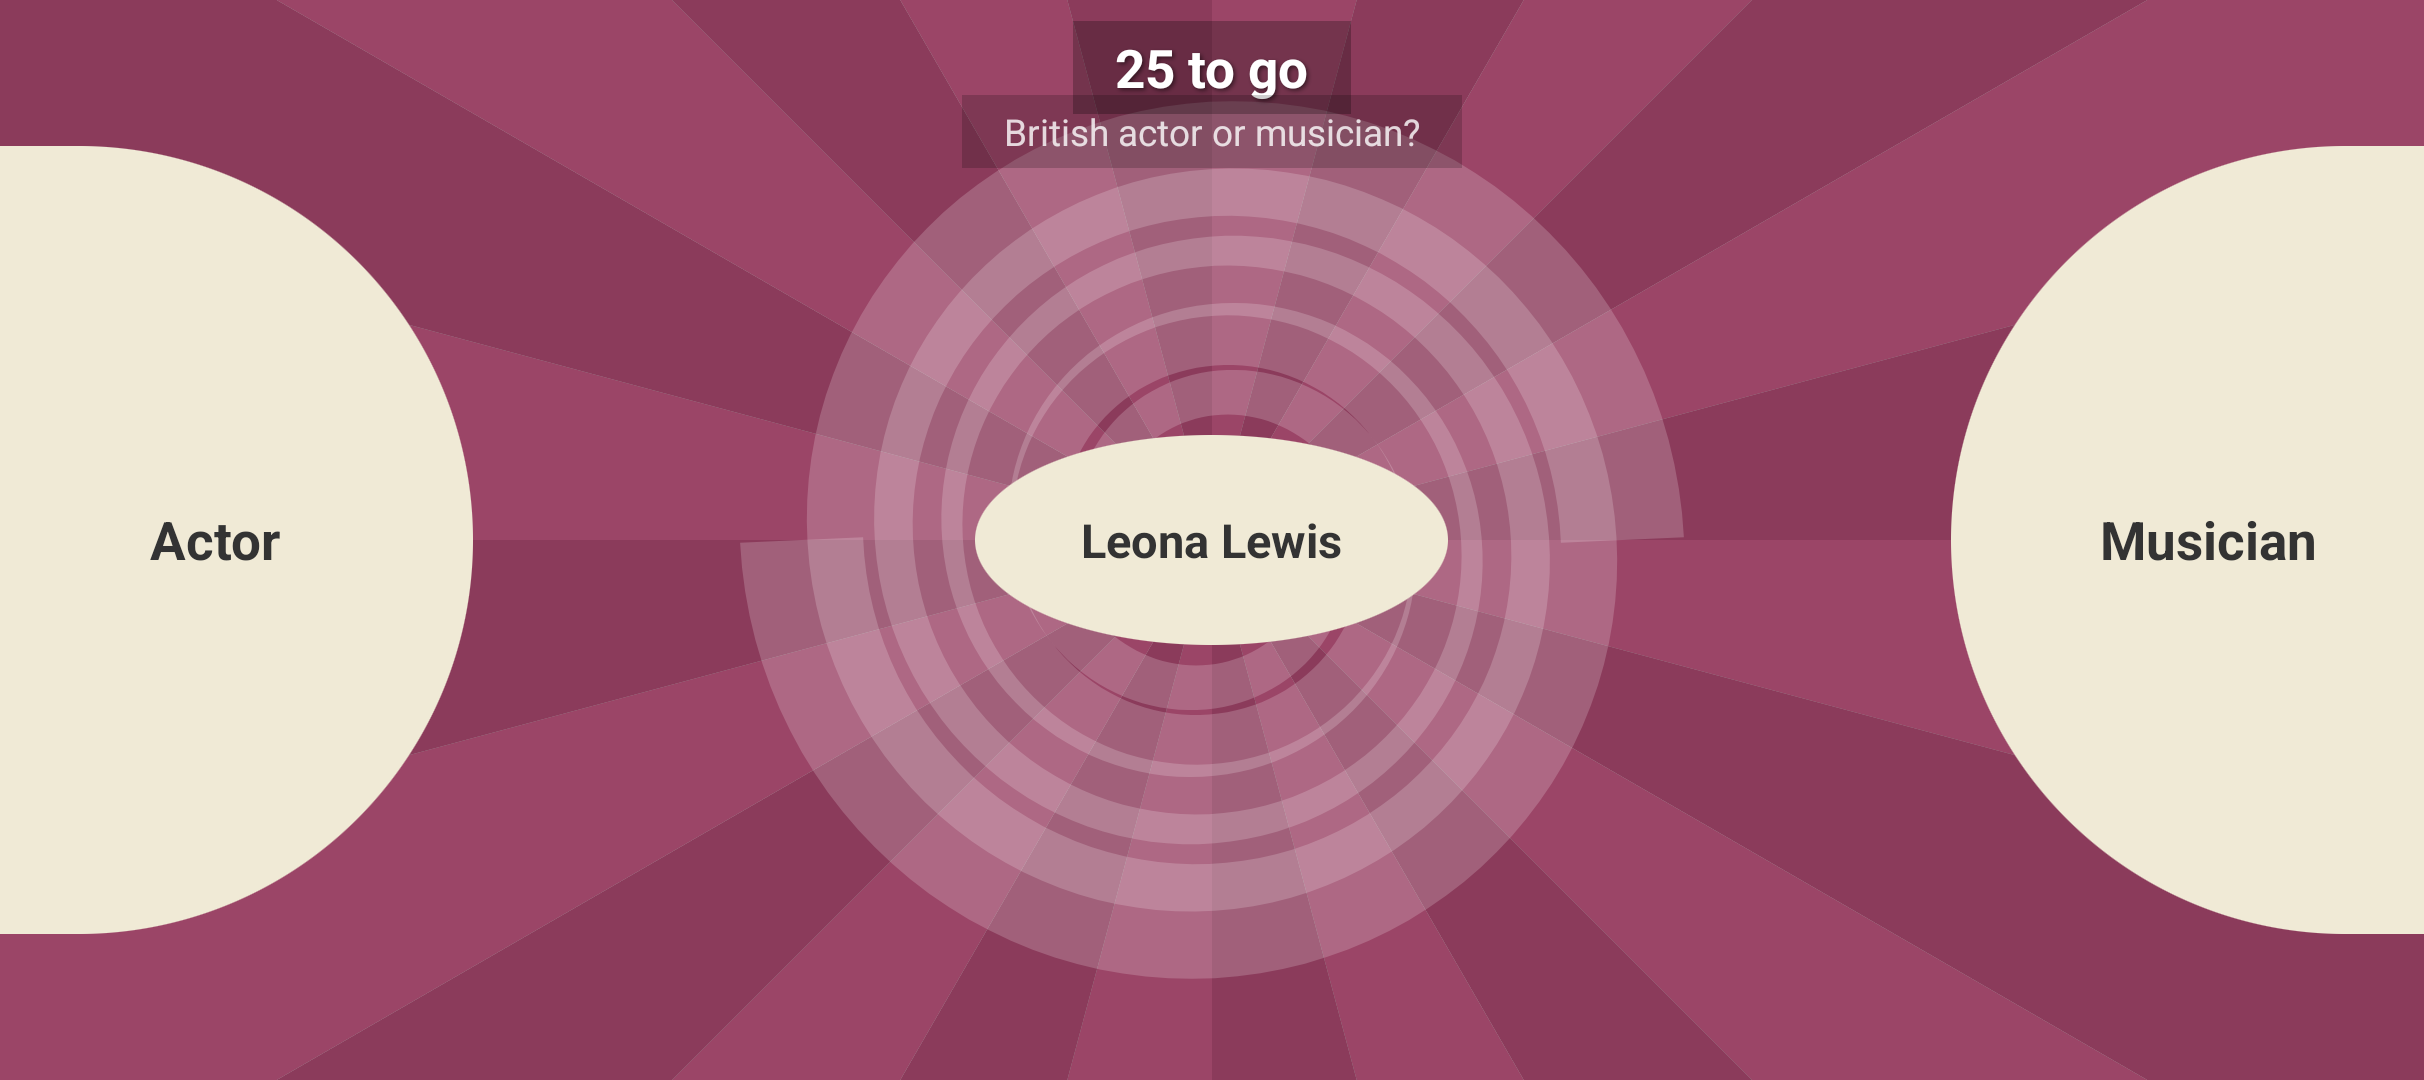 25 to go
British actor or musician?
Actor
Leona Lewis
Musician